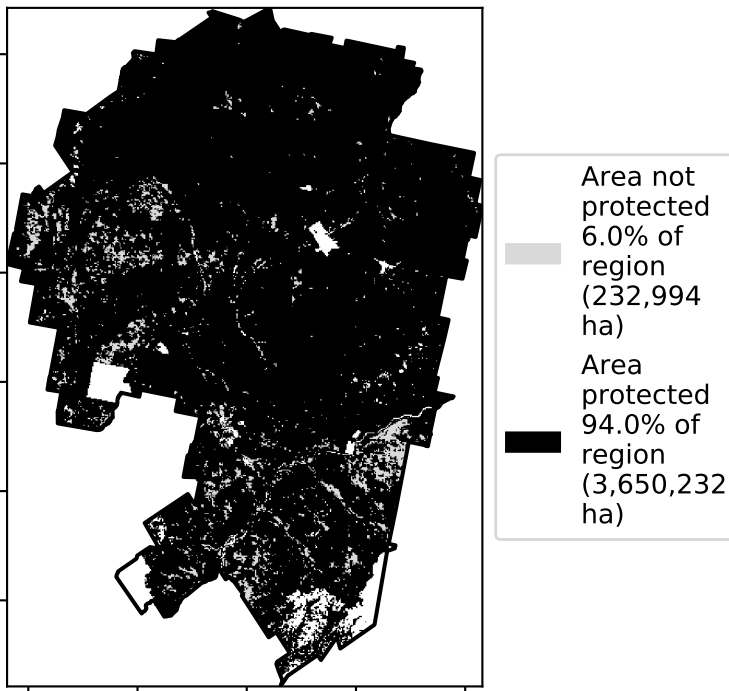 Area not
protected
6.0% of
region
(232,994
ha)
Area
protected
94.0% of
region
(3,650,232
ha)